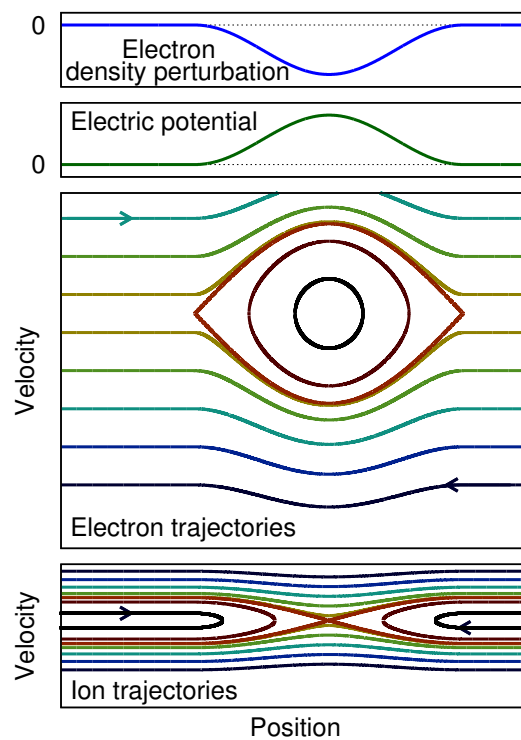 0
Electron
density perturbation
Electric potential
0
Velocity
Electron trajectories
Velocity
Ion trajectories
Position